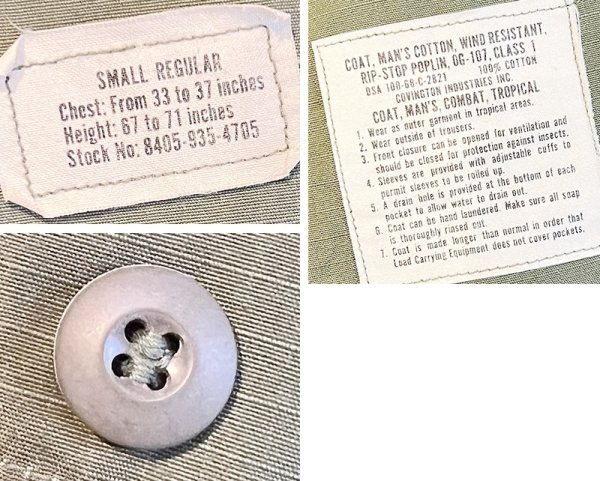 SMALL REGULAR
Chest: From 33 to 37 inches
Height: 67 to 71 inches
Stock No: 8405-935-4705
COAT, MAN'S COTTON, WIND RESISTANT,
RIP-STOP POPLIN, OG-107, CLASS 1
DSA 100-68-C-2821 100% COTTON
COVINGTON INDUSTRIES INC.
COAT, MAN'S, COMBAT, TROPICAL
1. Wear as outer garment in tropical areas.
2. Wear outside of trousers.
3. Front closure can be opened for ventilation and
should be closed for protection against insects.
4. Sleeves are provided with adjustable cuffs to
permit sleeves to be rolled up.
5. A drain hole is provided at the bottom of each
pocket to allow water to drain out.
6. Coat can be hand laundered. Make sure all soap
is thoroughly rinsed out.
7. Coat is made longer than normal in order that
Load Carrying Equipment does not cover pockets.